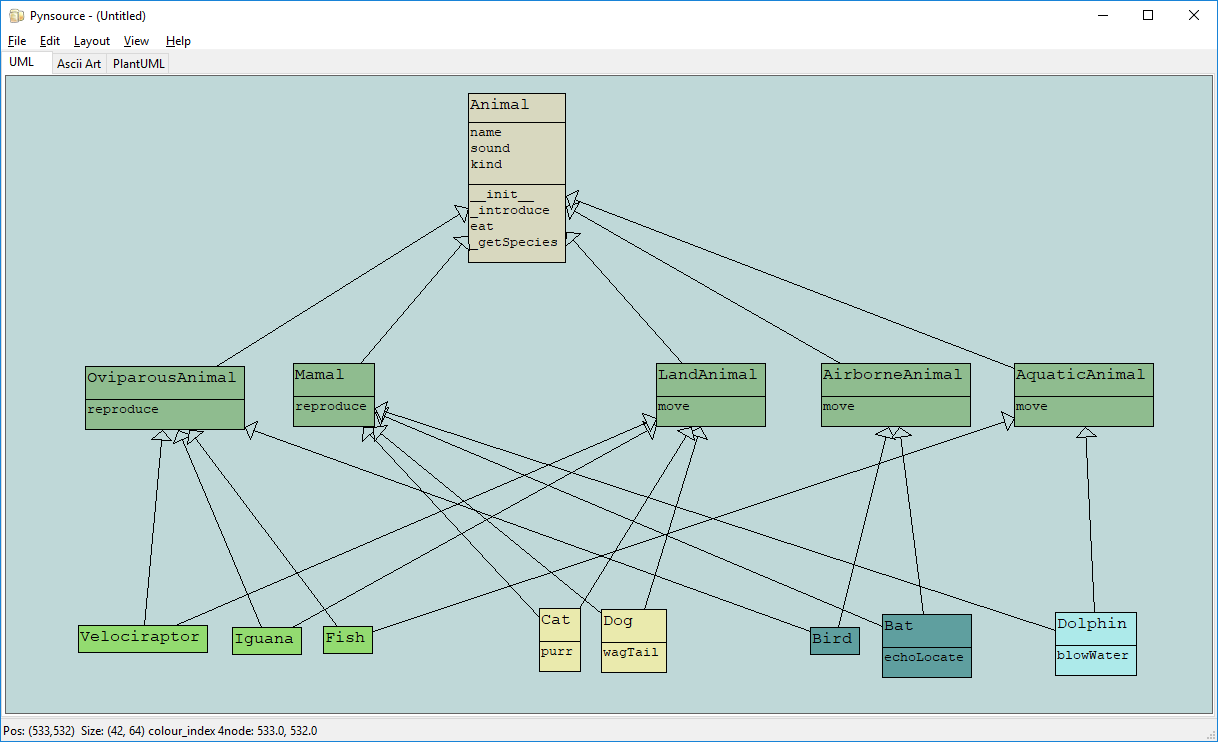 Pynsource - (Untitled)
File Edit Layout View Help
UML Ascii Art PlantUML
Animal
name
sound
kind
__init__
_introduce
eat
_getSpecies
OviparousAnimal
reproduce
Mamal
reproduce
LandAnimal
move
AirborneAnimal
move
AquaticAnimal
move
Velociraptor
Iguana
Fish
Cat
purr
Dog
wagTail
Bird
Bat
echoLocate
Dolphin
blowWater
Pos: (533,532) Size: (42, 64) colour_index 4node: 533.0, 532.0